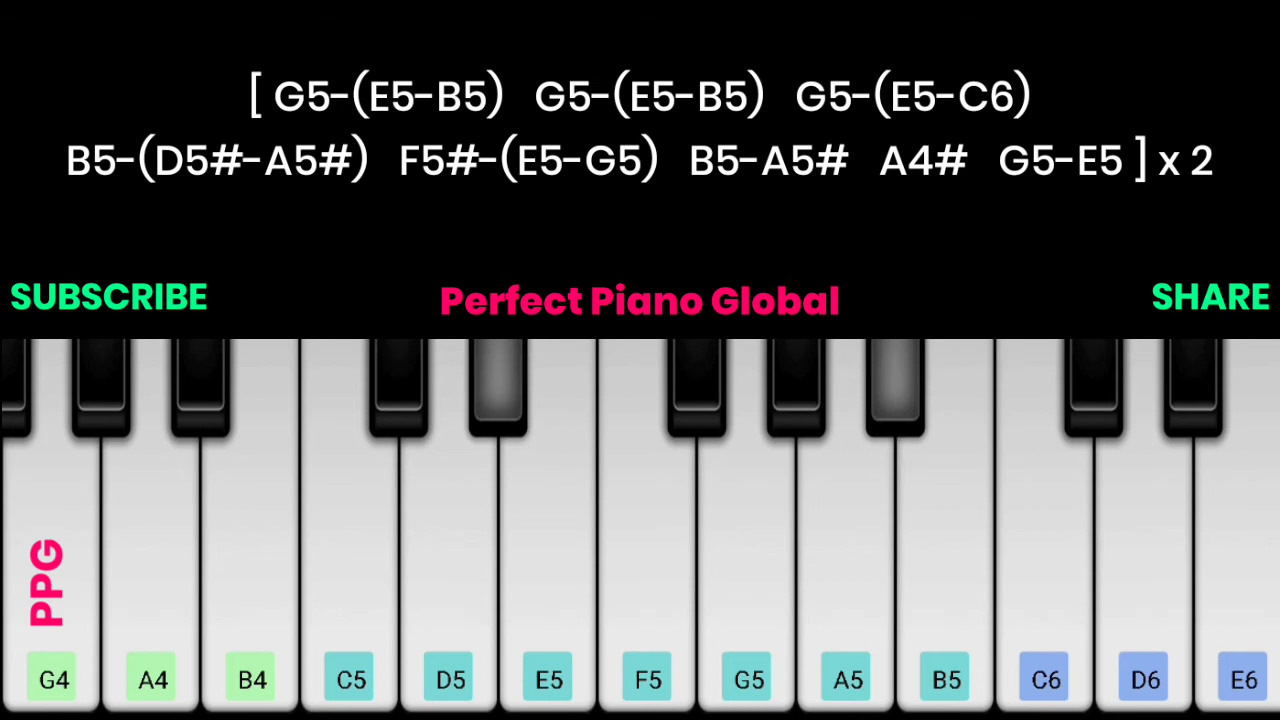 [ G5-(E5-B5) G5-(E5-B5) G5-(E5-C6)
B5-(D5#-A5#) F5#-(E5-G5) B5-A5# A4# G5-E5 ] x 2
SUBSCRIBE Perfect Piano Global SHARE
PPG
G4 A4 B4 C5 D5 E5 F5 G5 A5 B5 C6 D6 E6